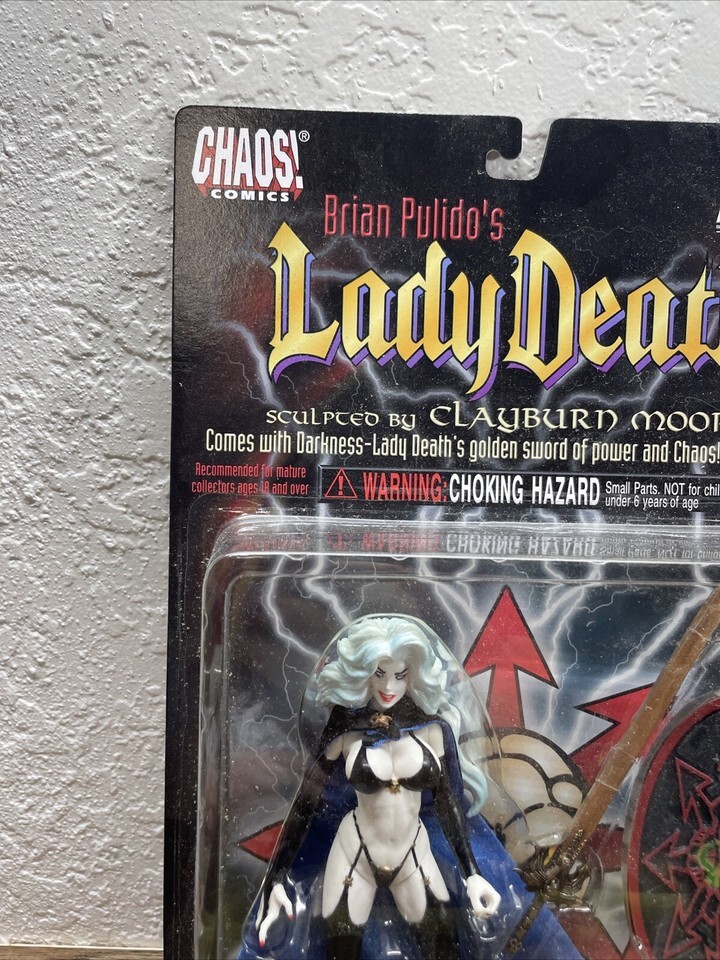 CHAOS!®
COMICS
Brian Pulido's
Lady Deat
SCULPTED BY CLAYBURN MOOR
Comes with Darkness-Lady Death's golden sword of power and Chaos!
Recommended for mature
collectors ages 18 and over
WARNING: CHOKING HAZARD
Small Parts. NOT for chil
under 6 years of age